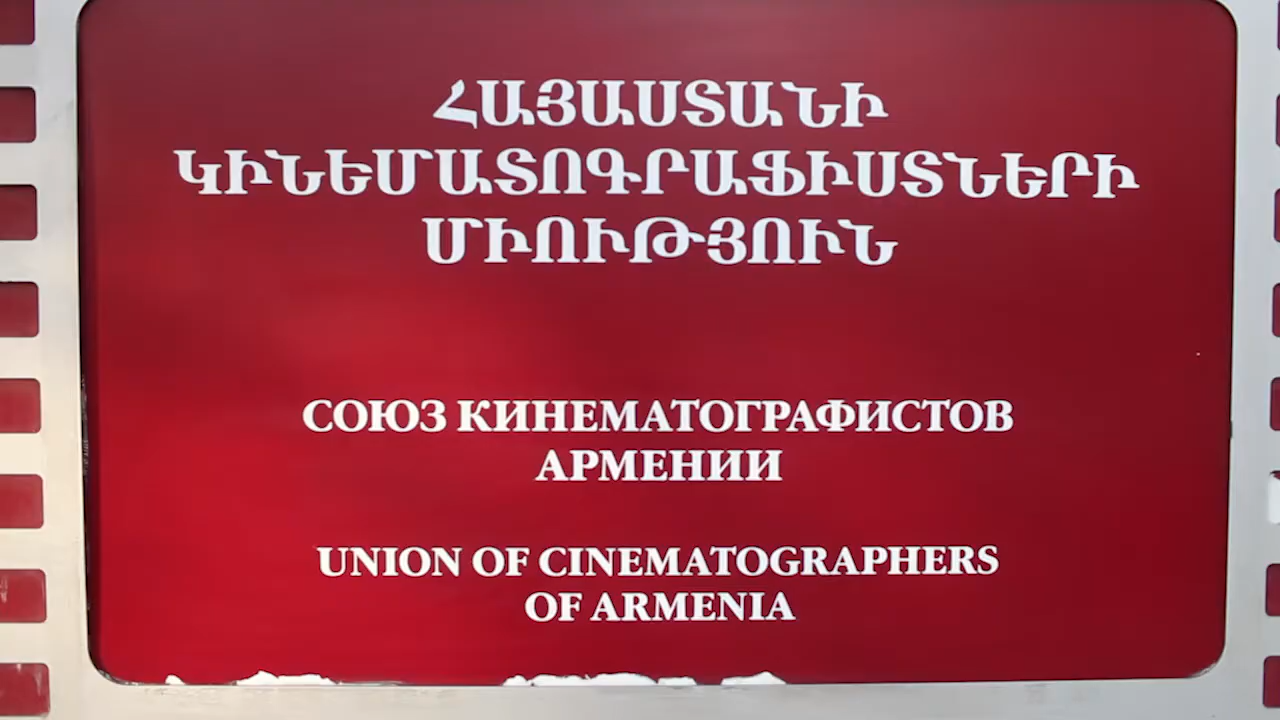 ՀԱՅԱՍՏԱՆԻ
ԿԻՆԵՄԱՏՈԳՐԱՖԻՍՏՆԵՐԻ
ՄԻՈՒԹՅՈՒՆ
СОЮЗ КИНЕМАТОГРАФИСТОВ
АРМЕНИИ
UNION OF CINEMATOGRAPHERS
OF ARMENIA